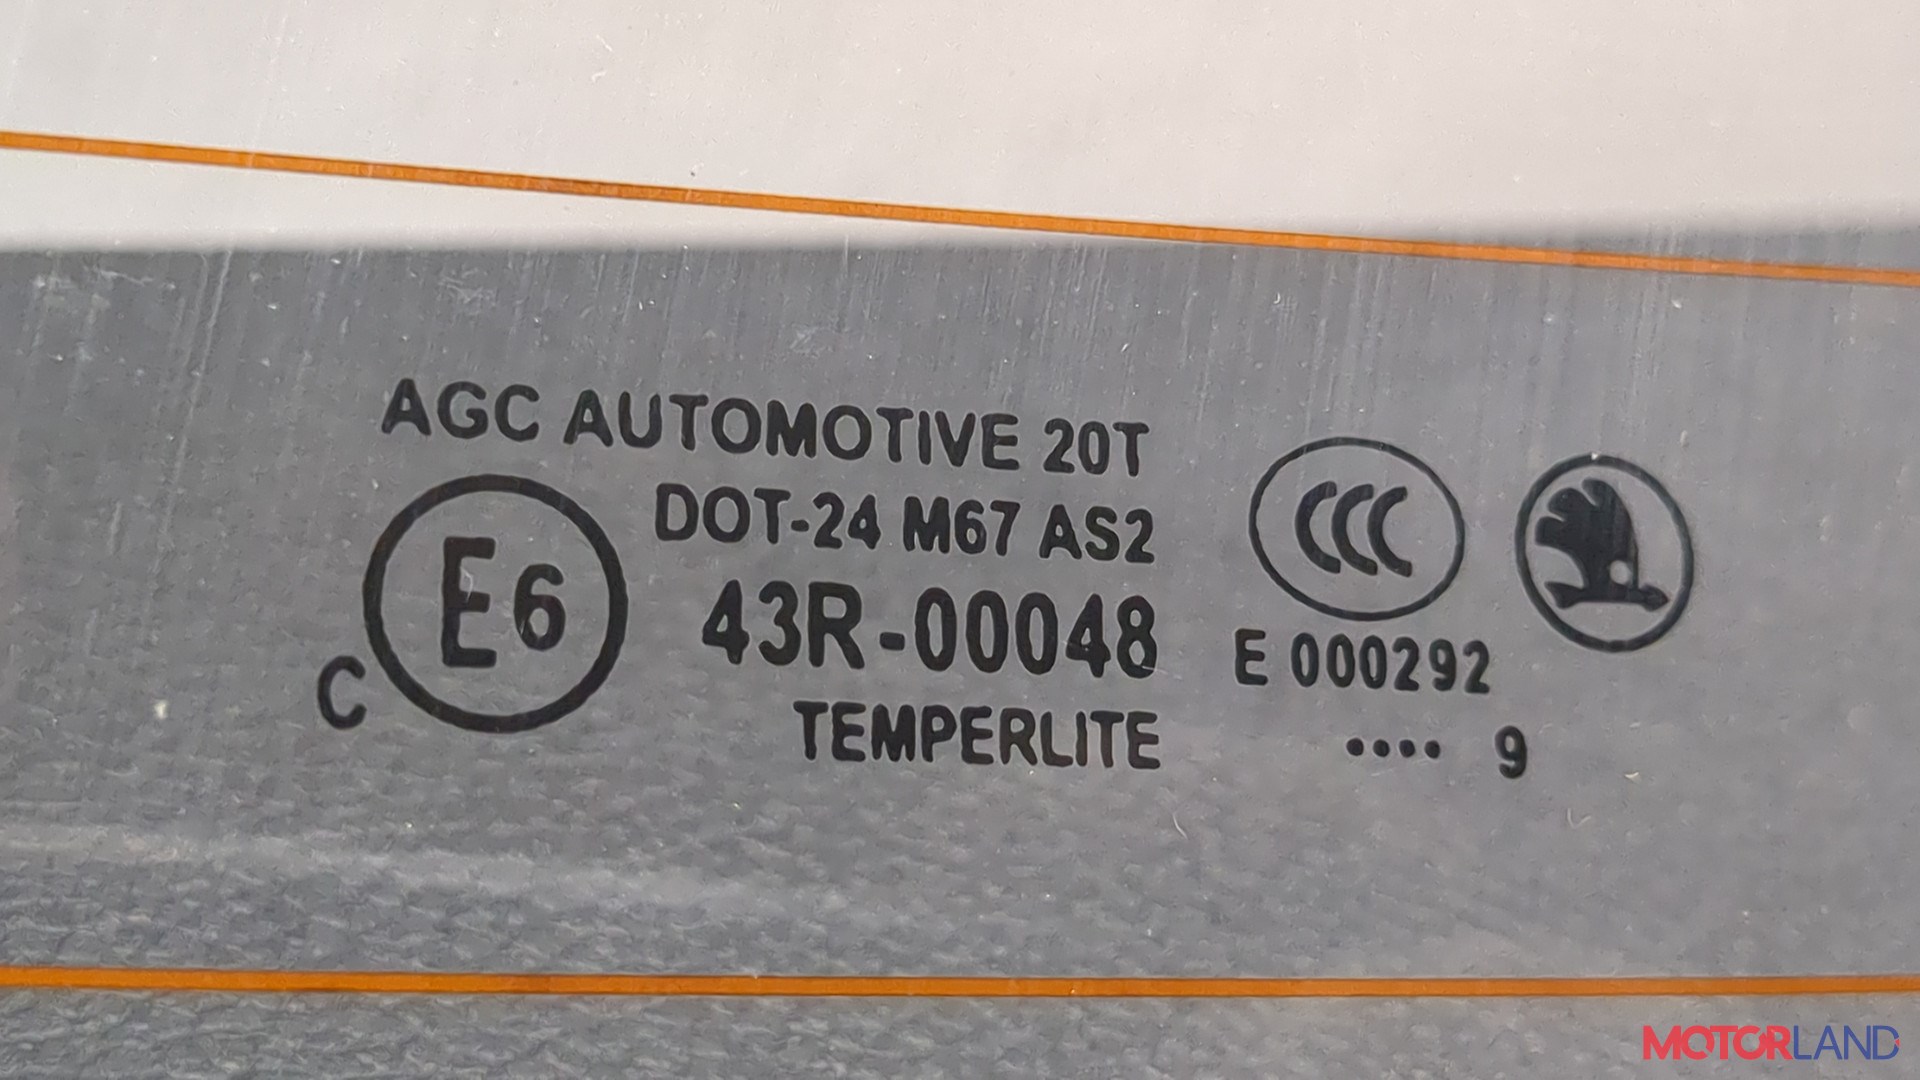 AGC AUTOMOTIVE 20T
DOT-24 M67 AS2
E6
43R-00048
C
TEMPERLITE
CCC
E 000292
.... 9
MOTORLAND